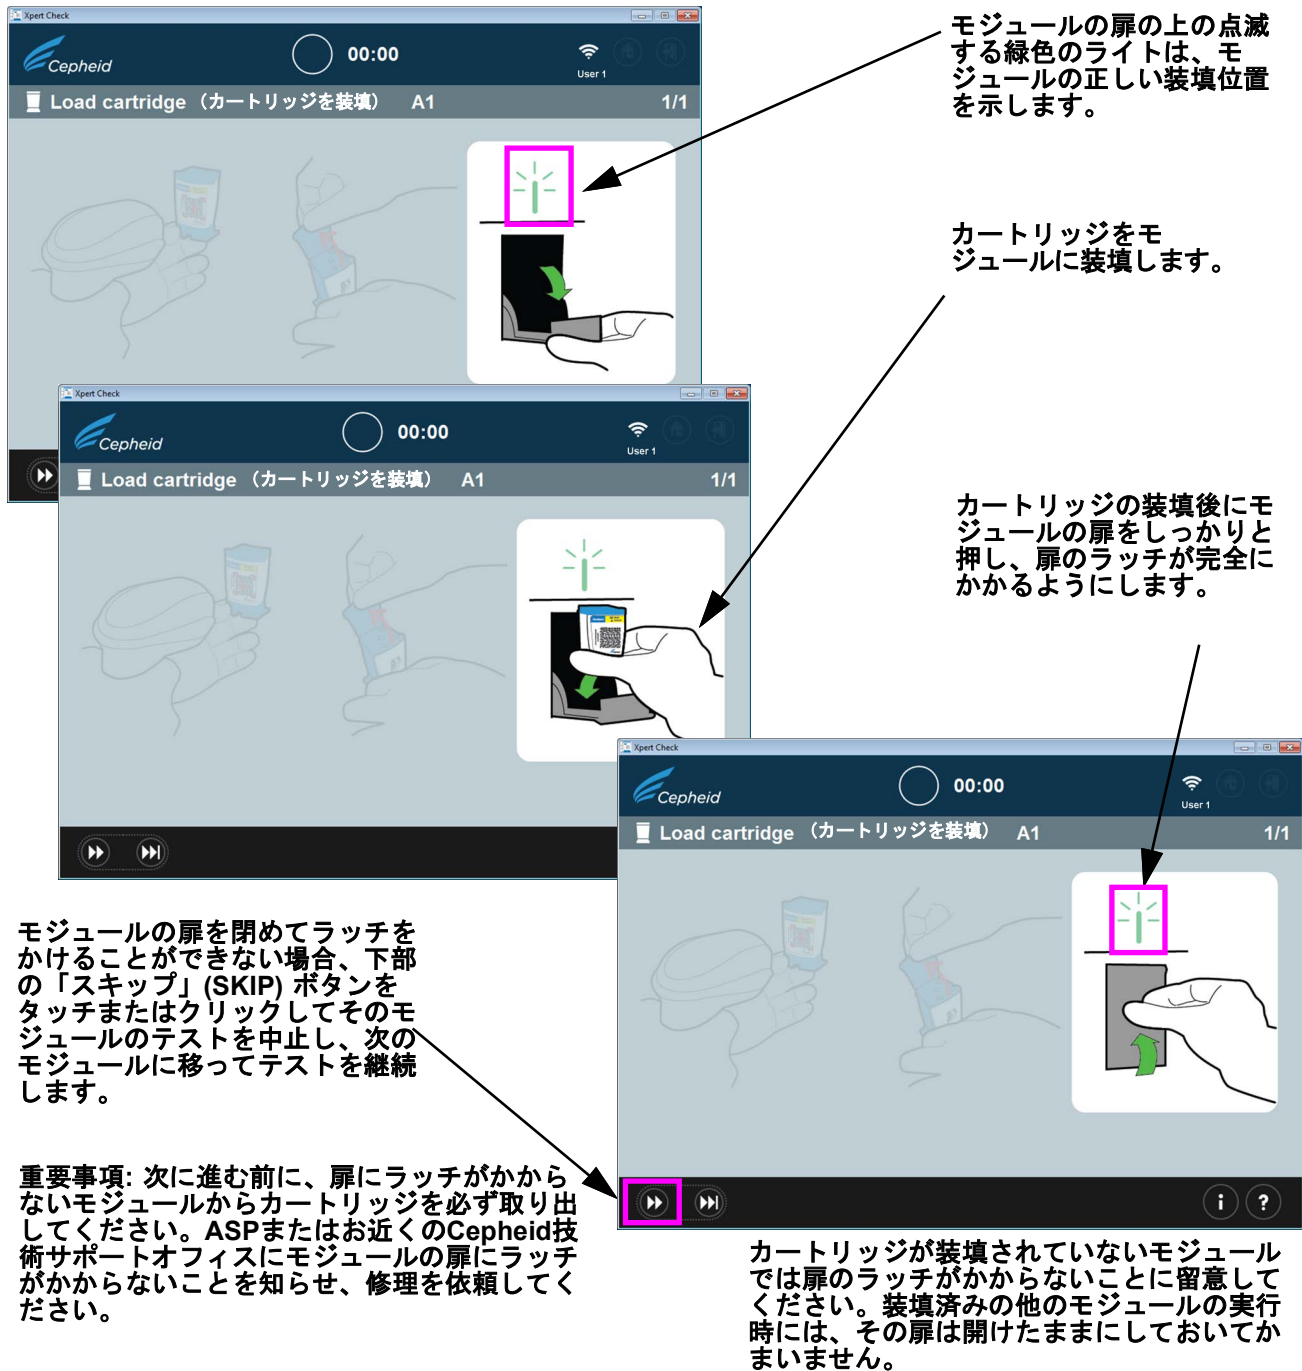 Xpert Check
Cepheid
00:00
User 1
Load cartridge （カートリッジを装填） A1 1/1
モジュールの扉の上の点滅
する緑色のライトは、モ
ジュールの正しい装填位置
を示します。
カートリッジをモ
ジュールに装填します。
Xpert Check
Cepheid
00:00
User 1
Load cartridge （カートリッジを装填） A1 1/1
カートリッジの装填後にモ
ジュールの扉をしっかりと
押し、扉のラッチが完全に
かかるようにします。
Xpert Check
Cepheid
00:00
User 1
Load cartridge （カートリッジを装填） A1 1/1
モジュールの扉を閉めてラッチを
かけることができない場合、下部
の「スキップ」(SKIP) ボタンを
タッチまたはクリックしてそのモ
ジュールのテストを中止し、次の
モジュールに移ってテストを継続
します。
重要事項: 次に進む前に、扉にラッチがかから
ないモジュールからカートリッジを必ず取り出
してください。ASPまたはお近くのCepheid技
術サポートオフィスにモジュールの扉にラッチ
がかからないことを知らせ、修理を依頼してく
ださい。
カートリッジが装填されていないモジュール
では扉のラッチがかからないことに留意して
ください。装填済みの他のモジュールの実行
時には、その扉は開けたままにしておいてか
まいません。